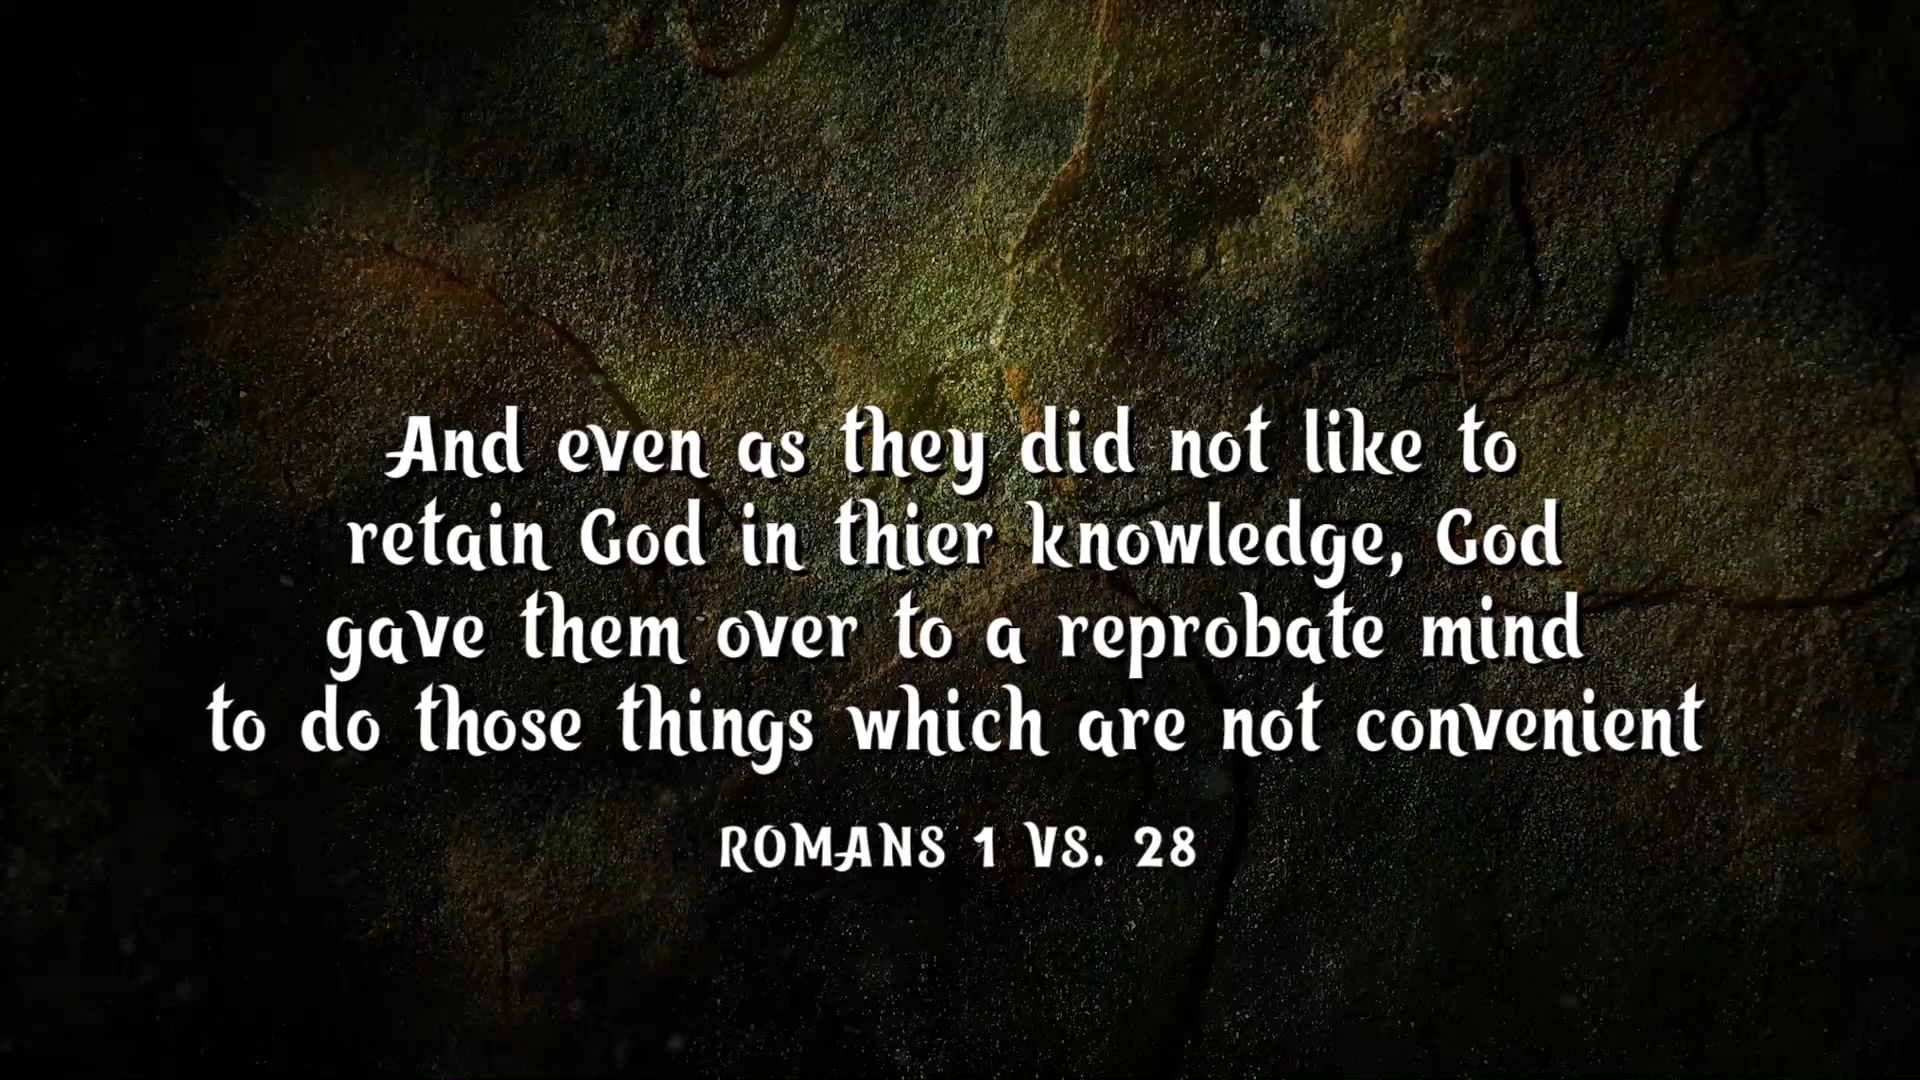 And even as they did not like to
retain God in thier knowledge, God
gave them over to a reprobate mind
to do those things which are not convenient
ROMANS 1 VS. 28